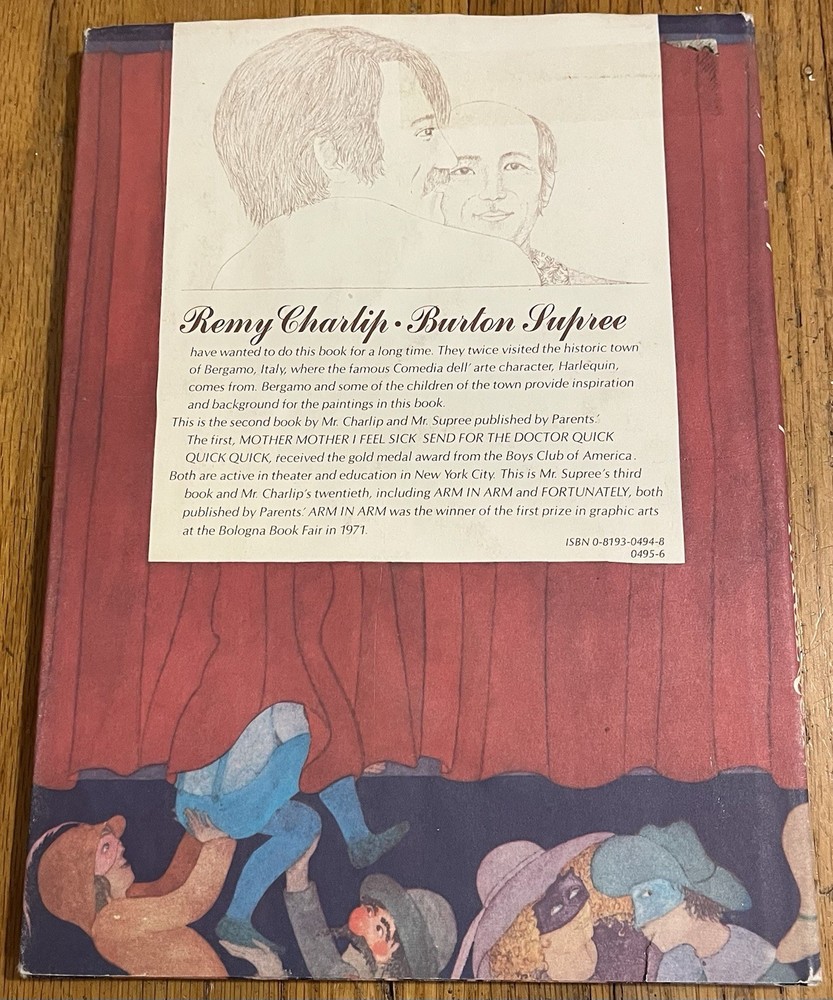 Remy Charlip • Burton Supree
have wanted to do this book for a long time. They twice visited the historic town
of Bergamo, Italy, where the famous Comedia dell' arte character, Harlequin,
comes from. Bergamo and some of the children of the town provide inspiration
and background for the paintings in this book.
This is the second book by Mr. Charlip and Mr. Supree published by Parents.'
The first, MOTHER MOTHER I FEEL SICK SEND FOR THE DOCTOR QUICK
QUICK QUICK, received the gold medal award from the Boys Club of America.
Both are active in theater and education in New York City. This is Mr. Supree's third
book and Mr. Charlip's twentieth, including ARM IN ARM and FORTUNATELY, both
published by Parents.' ARM IN ARM was the winner of the first prize in graphic arts
at the Bologna Book Fair in 1971.
ISBN 0-8193-0494-8
0495-6